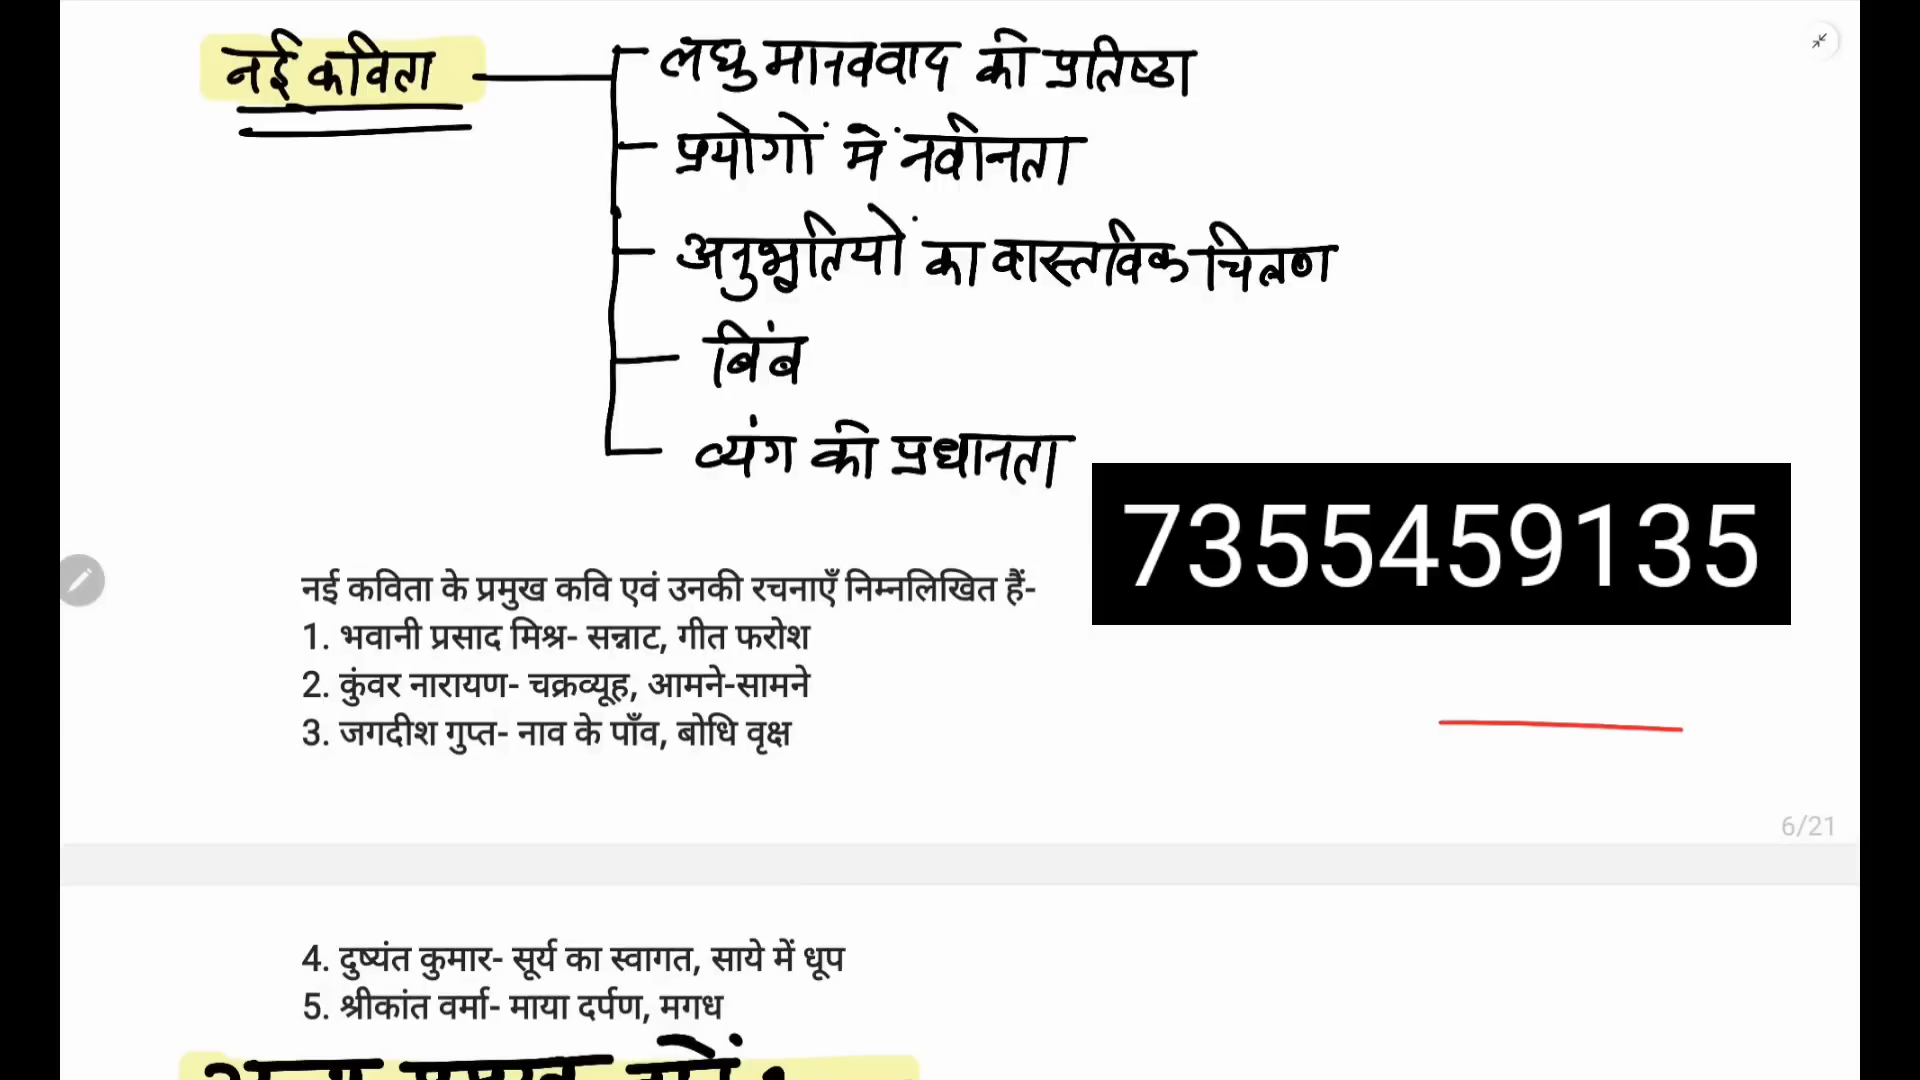 नई कविता
लघु मानववाद की प्रतिष्ठा
प्रयोगों में नवीनता
अनुभूतियों का वास्तविक चित्रण
बिंब
व्यंग की प्रधानता
7355459135
नई कविता के प्रमुख कवि एवं उनकी रचनाएँ निम्नलिखित हैं-
1. भवानी प्रसाद मिश्र- सन्नाट, गीत फरोश
2. कुंवर नारायण- चक्रव्यूह, आमने-सामने
3. जगदीश गुप्त- नाव के पाँव, बोधि वृक्ष
6/21
4. दुष्यंत कुमार- सूर्य का स्वागत, साये में धूप
5. श्रीकांत वर्मा- माया दर्पण, मगध